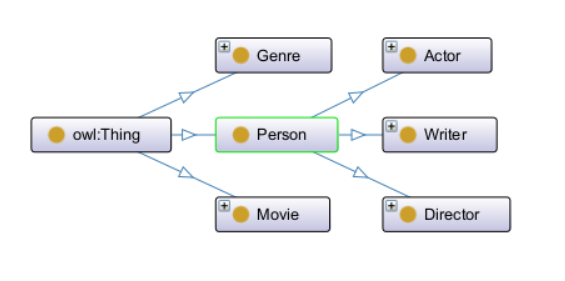 Genre
Actor
owl:Thing
Person
Writer
Movie
Director